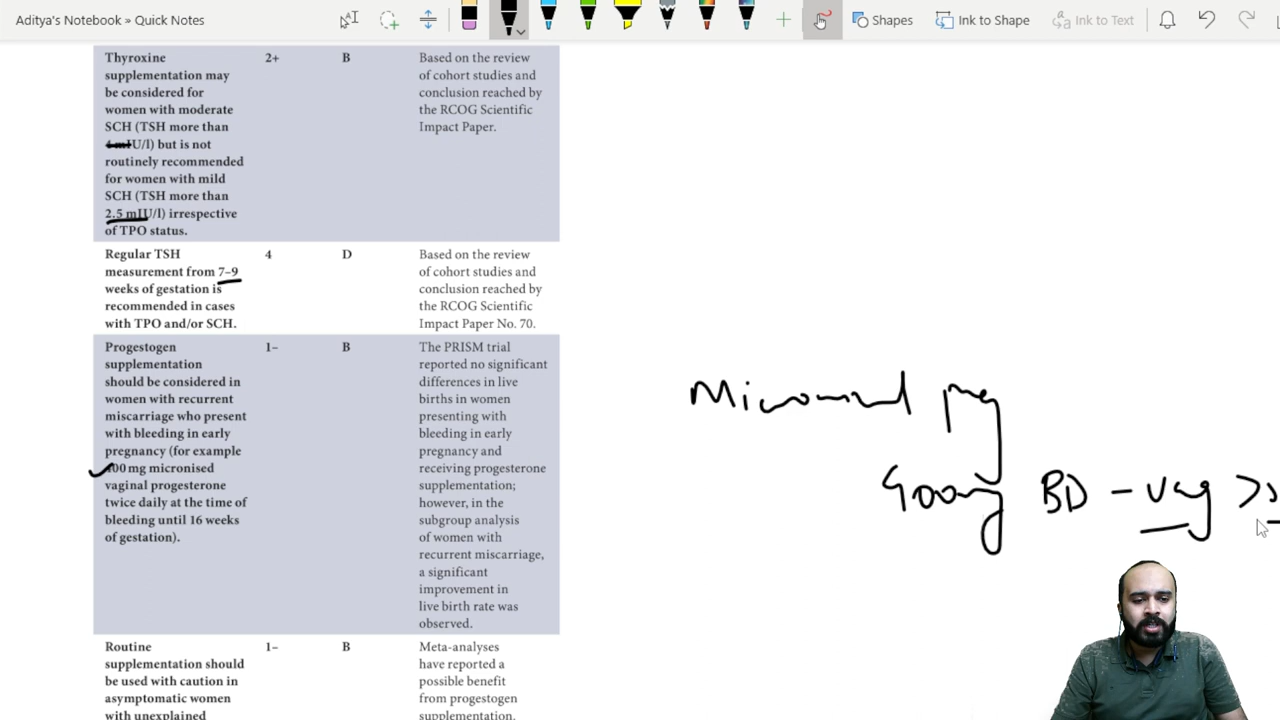 Aditya's Notebook » Quick Notes
Shapes
Ink to Shape
Ink to Text
Thyroxine
supplementation may
be considered for
women with moderate
SCH (TSH more than
4 mIU/l) but is not
routinely recommended
for women with mild
SCH (TSH more than
2.5 mIU/l) irrespective
of TPO status.
2+
B
Based on the review
of cohort studies and
conclusion reached by
the RCOG Scientific
Impact Paper.
Regular TSH
measurement from 7–9
weeks of gestation is
recommended in cases
with TPO and/or SCH.
4
D
Based on the review
of cohort studies and
conclusion reached by
the RCOG Scientific
Impact Paper No. 70.
Progestogen
supplementation
should be considered in
women with recurrent
miscarriage who present
with bleeding in early
pregnancy (for example
400 mg micronised
vaginal progesterone
twice daily at the time of
bleeding until 16 weeks
of gestation).
1–
B
The PRISM trial
reported no significant
differences in live
births in women
presenting with
bleeding in early
pregnancy and
receiving progesterone
supplementation;
however, in the
subgroup analysis
of women with
recurrent miscarriage,
a significant
improvement in
live birth rate was
observed.
Routine
supplementation should
be used with caution in
asymptomatic women
with unexplained
1–
B
Meta-analyses
have reported a
possible benefit
from progestogen
supplementation.
400mg BD – vag